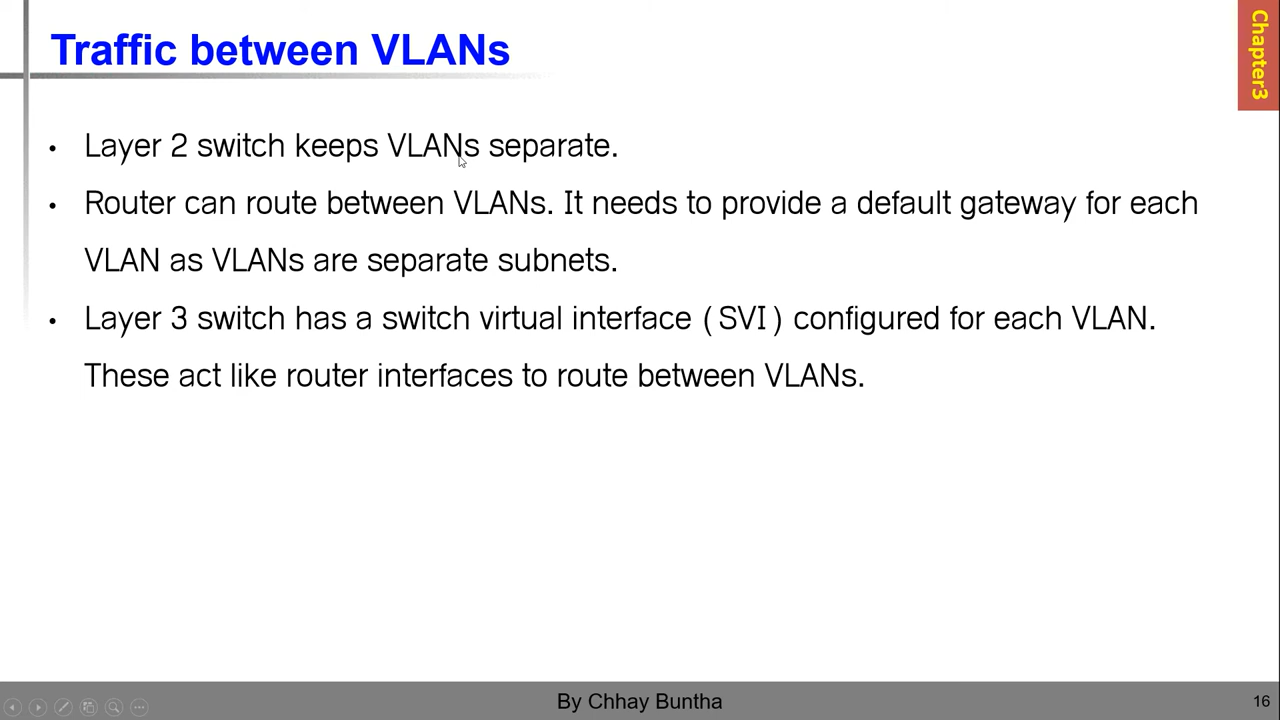 Traffic between VLANs
Chapter3
• Layer 2 switch keeps VLANs separate.
• Router can route between VLANs. It needs to provide a default gateway for each
VLAN as VLANs are separate subnets.
• Layer 3 switch has a switch virtual interface (SVI) configured for each VLAN.
These act like router interfaces to route between VLANs.
By Chhay Buntha
16